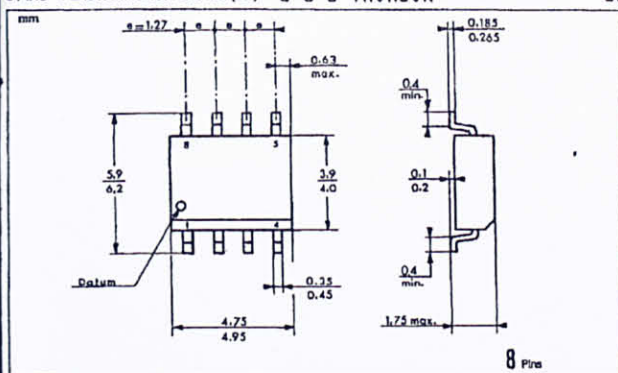 mm
e=1.27 e e e
0.63
max.
0.185
0.265
0.4
min.
8 5
5.9
6.2
3.9
4.0
0.1
0.2
1 4
Datum
0.35
0.45
0.4
min.
4.75
4.95
1.75 max.
8 Pins